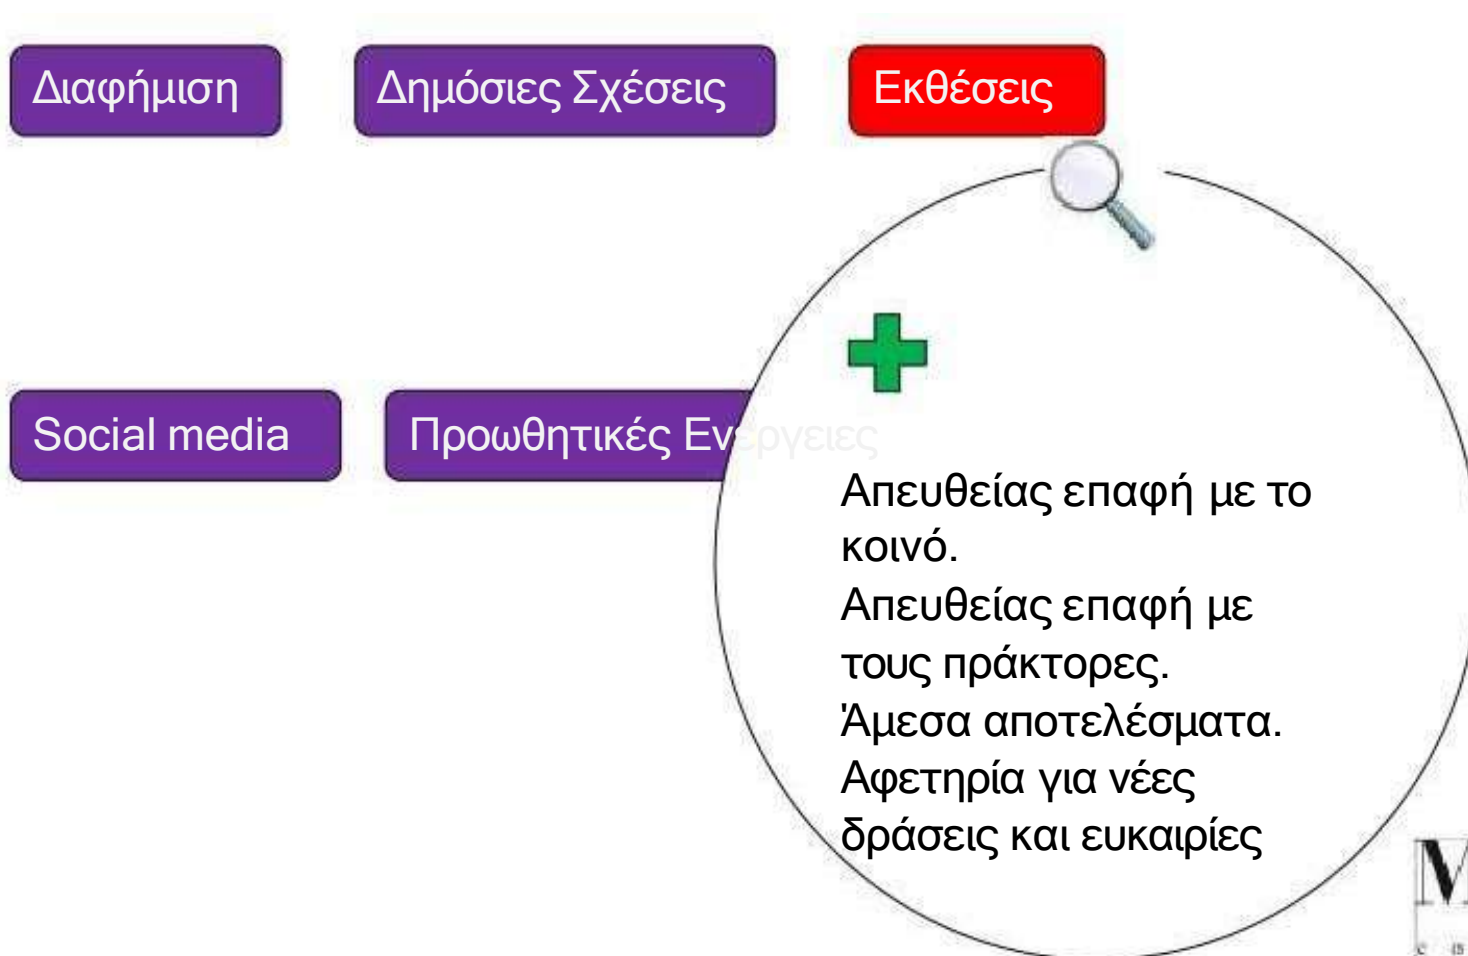 Διαφήμιση
Δημόσιες Σχέσεις
Εκθέσεις
Social media
Προωθητικές Ενέργειες
Απευθείας επαφή με το
κοινό.
Απευθείας επαφή με
τους πράκτορες.
Άμεσα αποτελέσματα.
Αφετηρία για νέες
δράσεις και ευκαιρίες
M